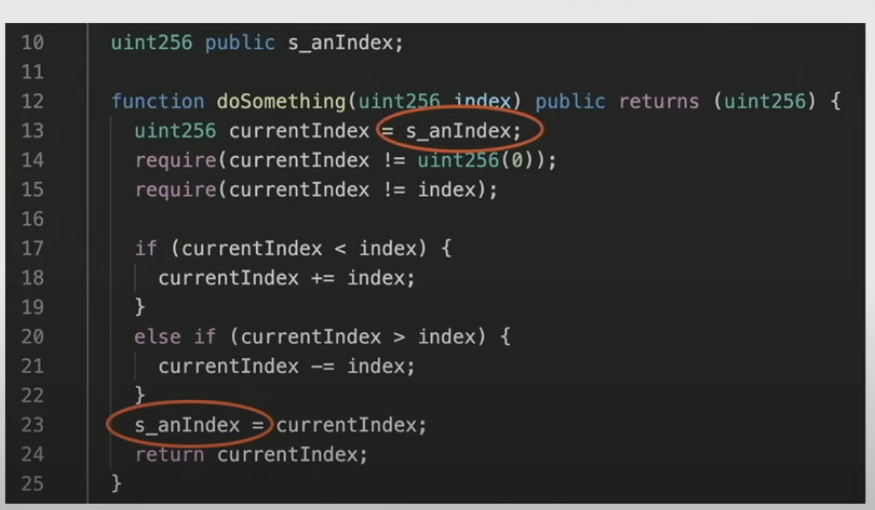 10 uint256 public s_anIndex;
11
12 function doSomething(uint256 index) public returns (uint256) {
13 uint256 currentIndex = s_anIndex;
14 require(currentIndex != uint256(0));
15 require(currentIndex != index);
16
17 if (currentIndex < index) {
18 currentIndex += index;
19 }
20 else if (currentIndex > index) {
21 currentIndex -= index;
22 }
23 s_anIndex = currentIndex;
24 return currentIndex;
25 }